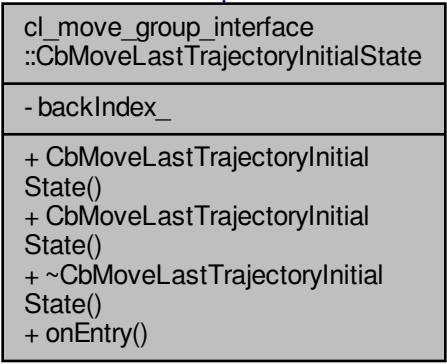 cl_move_group_interface
::CbMoveLastTrajectoryInitialState
- backIndex_
+ CbMoveLastTrajectoryInitial
State()
+ CbMoveLastTrajectoryInitial
State()
+ ~CbMoveLastTrajectoryInitial
State()
+ onEntry()